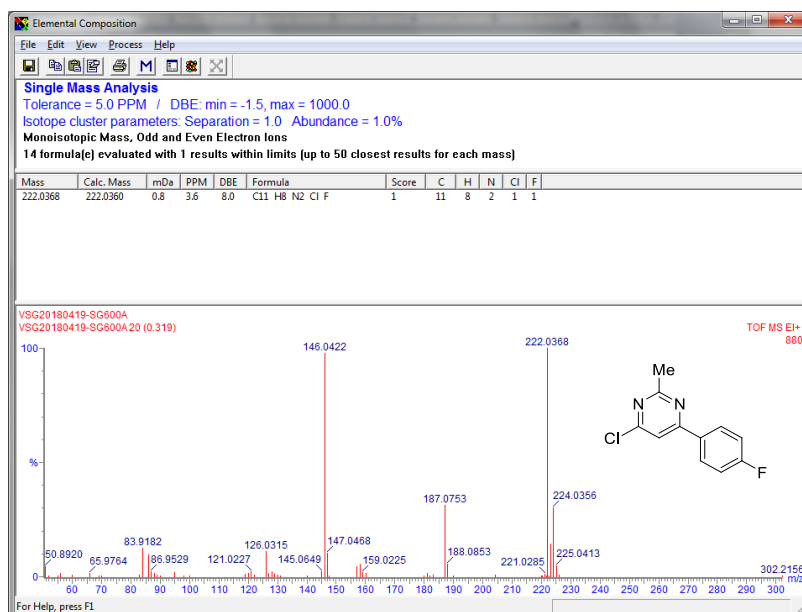 Elemental Composition
File Edit View Process Help
M
Single Mass Analysis
Tolerance = 5.0 PPM / DBE: min = -1.5, max = 1000.0
Isotope cluster parameters: Separation = 1.0 Abundance = 1.0%
Monoisotopic Mass, Odd and Even Electron Ions
14 formula(e) evaluated with 1 results within limits (up to 50 closest results for each mass)
Mass Calc. Mass mDa PPM DBE Formula Score C H N Cl F
222.0368 222.0360 0.8 3.6 8.0 C11 H8 N2 Cl F 1 11 8 2 1 1
VSG20180419-SG600A
VSG20180419-SG600A 20 (0.319)
TOF MS EI+
880
100
146.0422
222.0368
Me
N N
Cl
F
%
187.0753
224.0356
83.9182
126.0315
147.0468
50.8920
65.9764
86.9529
121.0227
145.0649
159.0225
188.0853
221.0285
225.0413
302.2156
0
60 70 80 90 100 110 120 130 140 150 160 170 180 190 200 210 220 230 240 250 260 270 280 290 300
m/z
For Help, press F1